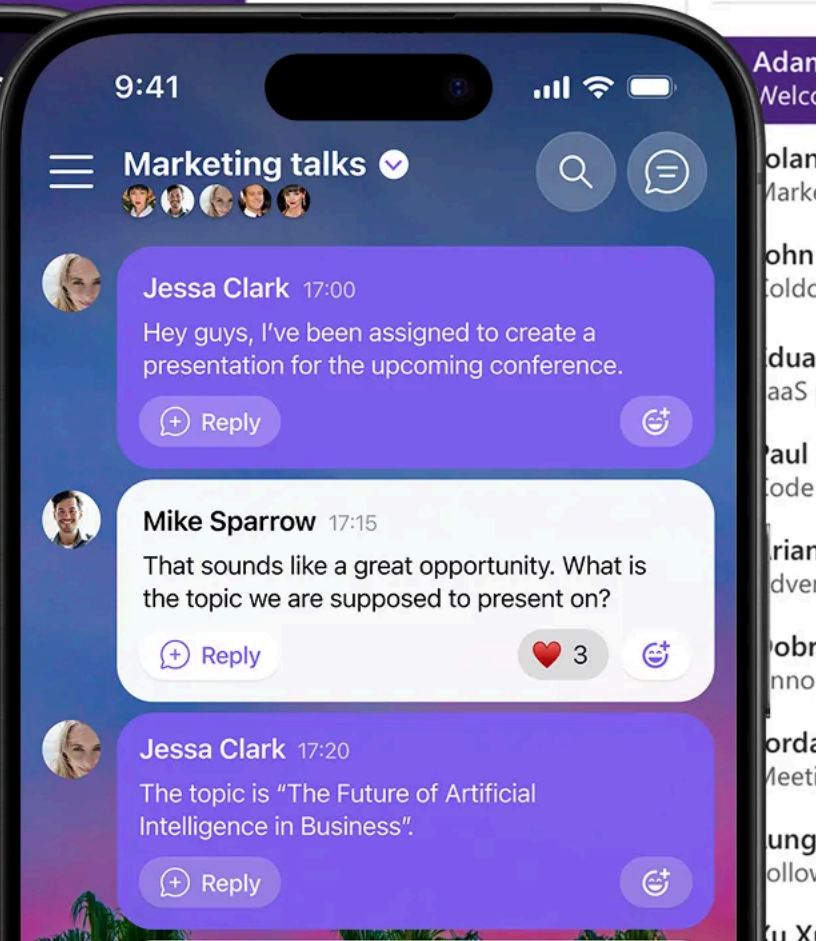 9:41
Marketing talks
Jessa Clark 17:00
Hey guys, I've been assigned to create a
presentation for the upcoming conference.
Reply
Mike Sparrow 17:15
That sounds like a great opportunity. What is
the topic we are supposed to present on?
Reply
3
Jessa Clark 17:20
The topic is “The Future of Artificial
Intelligence in Business”.
Reply